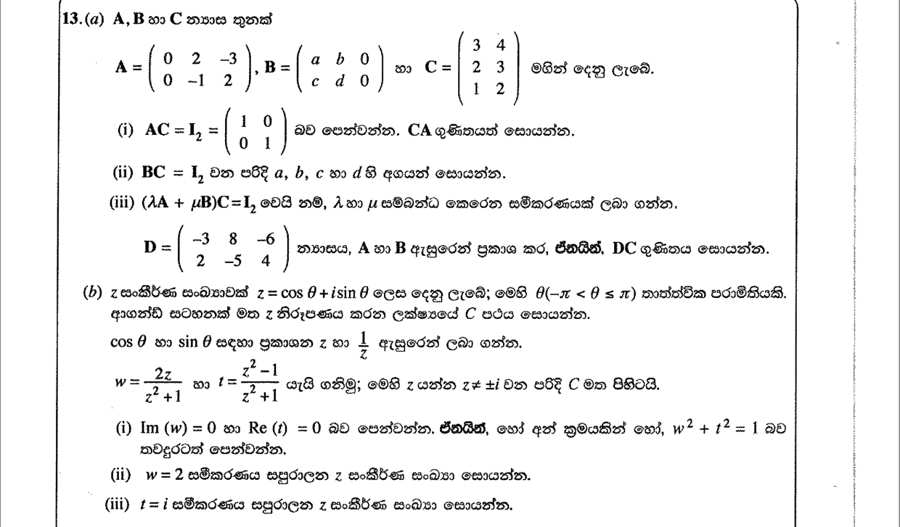 13.(a) A, B හා C න්‍යාස තුනක්
A = ( 0 2 −3 ; 0 −1 2 ), B = ( a b 0 ; c d 0 ) හා C = ( 3 4 ; 2 3 ; 1 2 ) මගින් දෙනු ලැබේ.
(i) AC = I₂ = ( 1 0 ; 0 1 ) බව පෙන්වන්න. CA ගුණිතයත් සොයන්න.
(ii) BC = I₂ වන පරිදි a, b, c හා d හි අගයන් සොයන්න.
(iii) (λA + μB)C = I₂ වෙයි නම්, λ හා μ සම්බන්ධ කෙරෙන සමීකරණයක් ලබා ගන්න.
D = ( −3 8 −6 ; 2 −5 4 ) න්‍යාසය, A හා B ඇසුරෙන් ප්‍රකාශ කර, ඒනයින්, DC ගුණිතය සොයන්න.
(b) z සංකීර්ණ සංඛ්‍යාවක් z = cos θ + i sin θ ලෙස දෙනු ලැබේ; මෙහි θ(−π < θ ≤ π) තාත්ත්වික පරාමිතියකි.
ආගන්ඩ් සටහනක් මත z නිරූපණය කරන ලක්ෂ්‍යයේ C පථය සොයන්න.
cos θ හා sin θ සඳහා ප්‍රකාශන z හා 1/z ඇසුරෙන් ලබා ගන්න.
w = 2z/(z² + 1) හා t = (z² − 1)/(z² + 1) යැයි ගනිමු; මෙහි z යන්න z ≠ ±i වන පරිදි C මත පිහිටයි.
(i) Im (w) = 0 හා Re (t) = 0 බව පෙන්වන්න. ඒනයින්, හෝ අන් ක්‍රමයකින් හෝ, w² + t² = 1 බව
තවදුරටත් පෙන්වන්න.
(ii) w = 2 සමීකරණය සපුරාලන z සංකීර්ණ සංඛ්‍යා සොයන්න.
(iii) t = i සමීකරණය සපුරාලන z සංකීර්ණ සංඛ්‍යා සොයන්න.